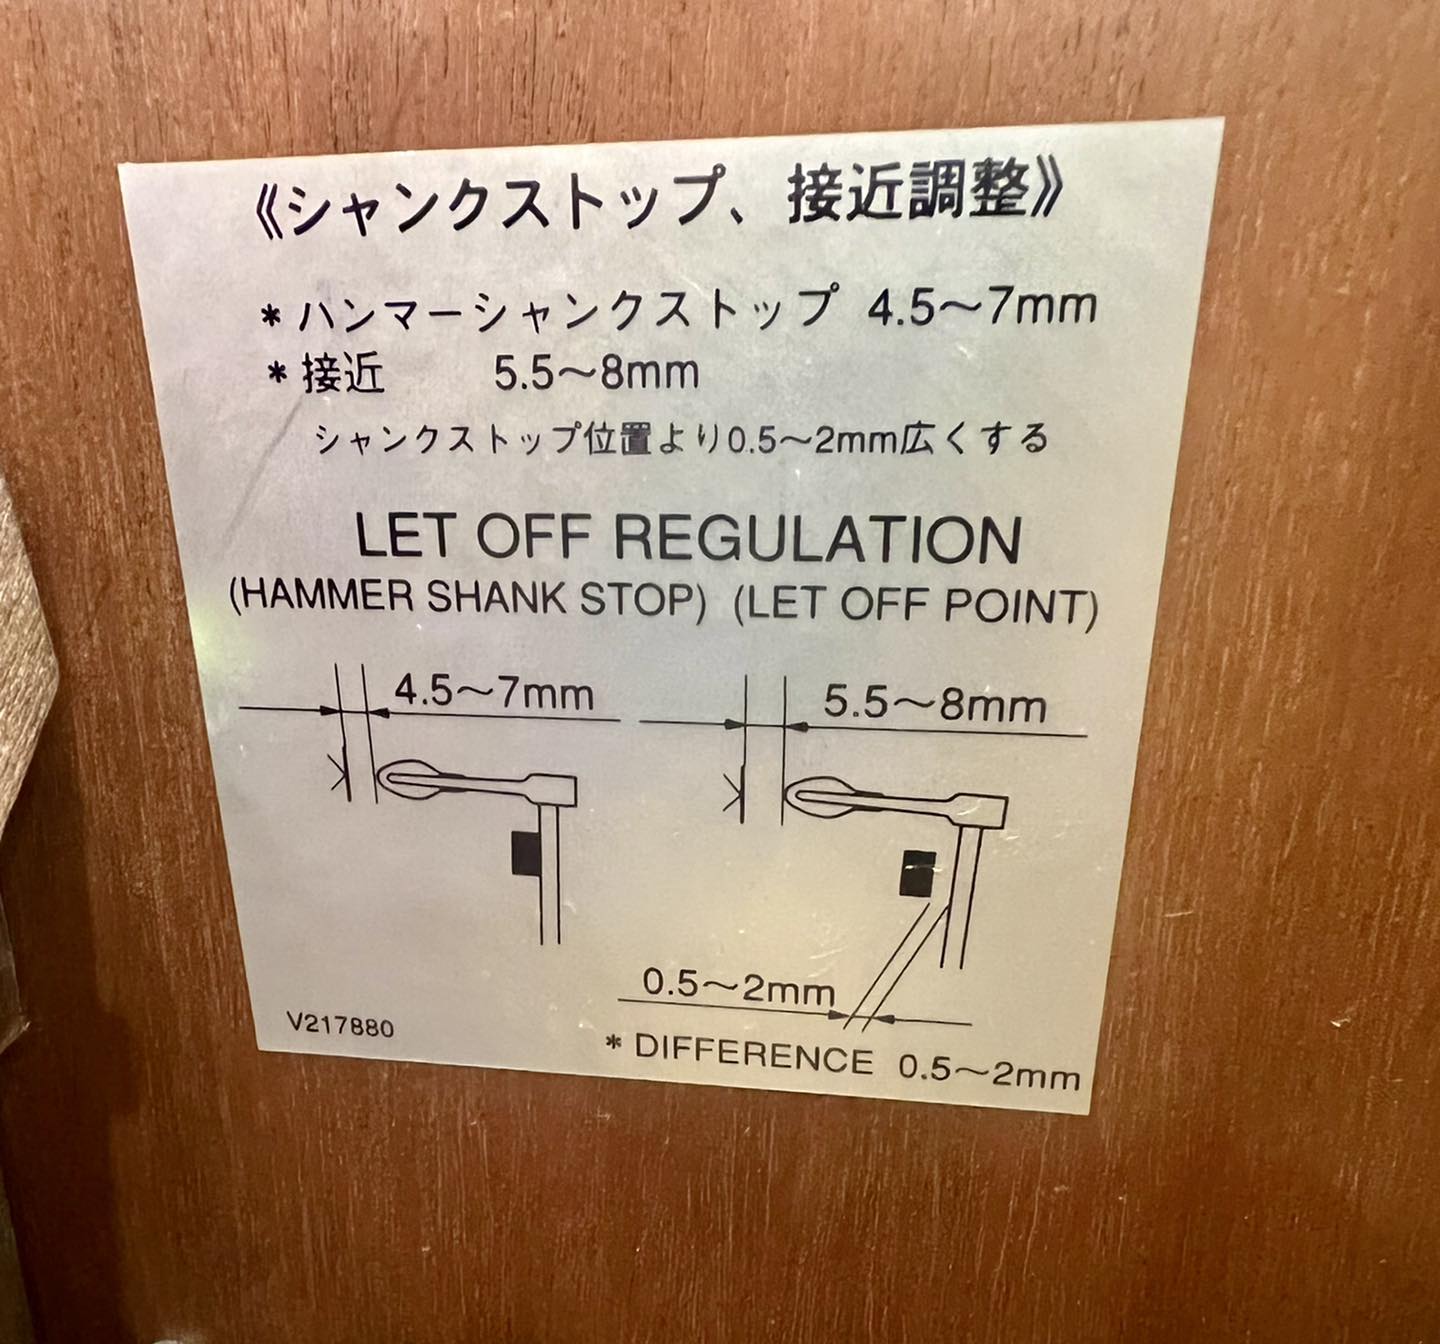 《シャンクストップ、接近調整》
*ハンマーシャンクストップ 4.5〜7mm
*接近 5.5〜8mm
シャンクストップ位置より0.5〜2mm広くする
LET OFF REGULATION
(HAMMER SHANK STOP) (LET OFF POINT)
4.5〜7mm 5.5〜8mm
0.5〜2mm
V217880
* DIFFERENCE 0.5〜2mm